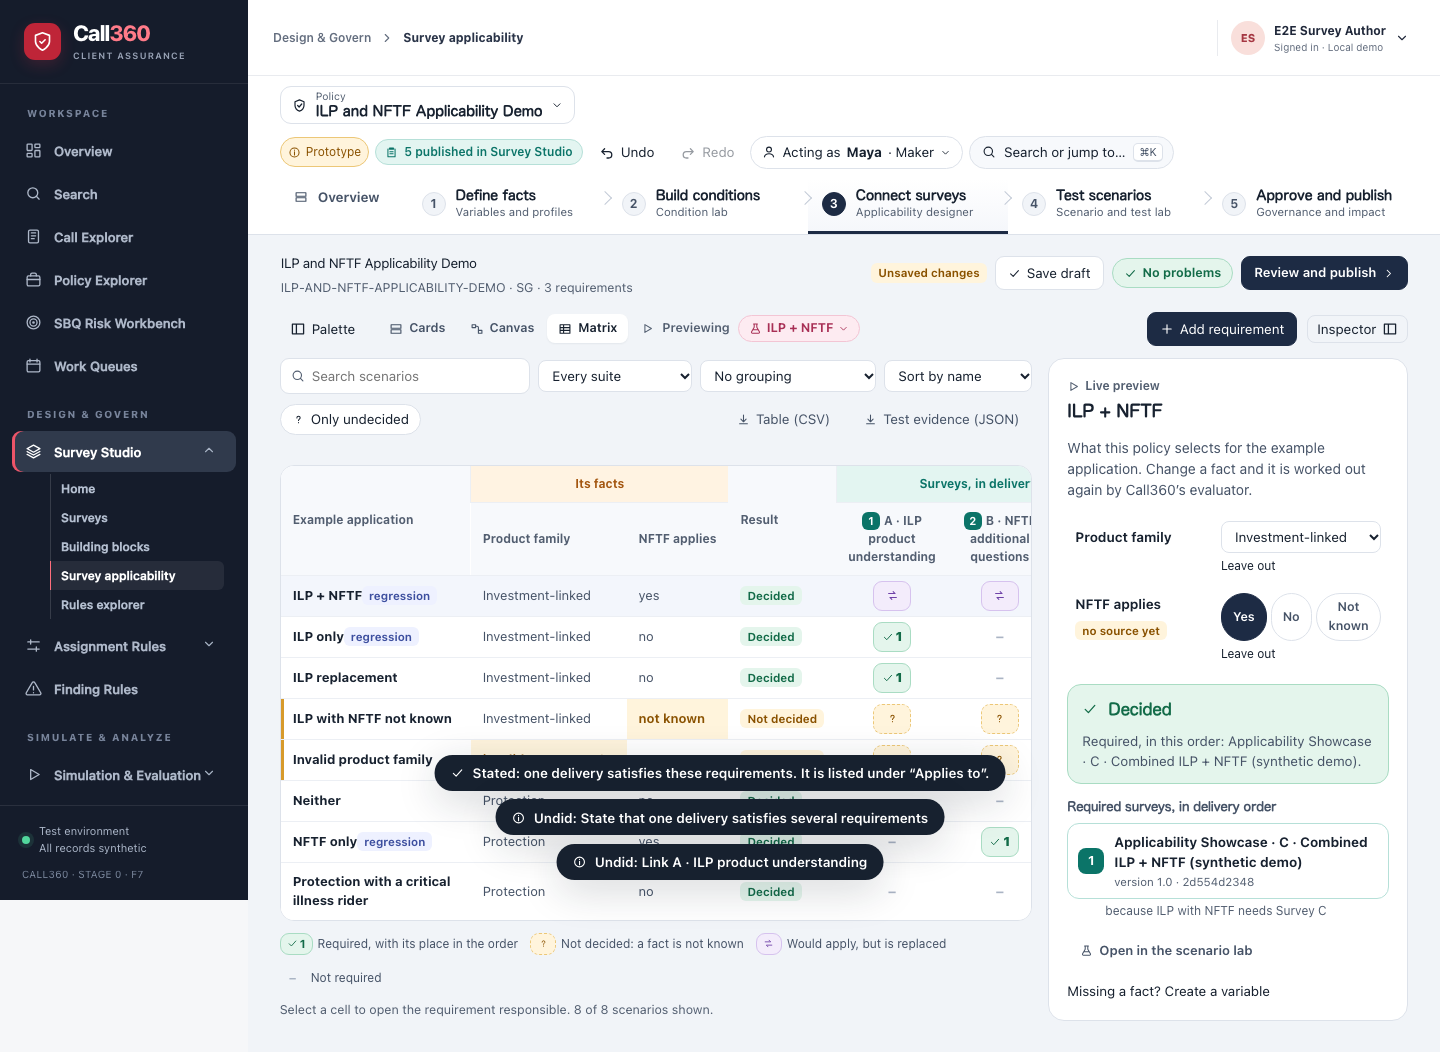 Call360
CLIENT ASSURANCE
WORKSPACE
Overview
Search
Call Explorer
Policy Explorer
SBQ Risk Workbench
Work Queues
DESIGN & GOVERN
Survey Studio
Home
Surveys
Building blocks
Survey applicability
Rules explorer
Assignment Rules
Finding Rules
SIMULATE & ANALYZE
Simulation & Evaluation
Test environment
All records synthetic
CALL360 · STAGE 0 · F7
Design & Govern > Survey applicability
ES
E2E Survey Author
Signed in · Local demo
Policy
ILP and NFTF Applicability Demo
Prototype
5 published in Survey Studio
Undo
Redo
Acting as Maya · Maker
Search or jump to... ⌘K
Overview
1 Define facts
Variables and profiles
2 Build conditions
Condition lab
3 Connect surveys
Applicability designer
4 Test scenarios
Scenario and test lab
5 Approve and publish
Governance and impact
ILP and NFTF Applicability Demo
ILP-AND-NFTF-APPLICABILITY-DEMO · SG · 3 requirements
Unsaved changes
Save draft
No problems
Review and publish
Palette
Cards
Canvas
Matrix
Previewing
ILP + NFTF
Add requirement
Inspector
Search scenarios
Every suite
No grouping
Sort by name
? Only undecided
Table (CSV)
Test evidence (JSON)
Its facts
Surveys, in deliver
Example application
Product family
NFTF applies
Result
1 A · ILP
product
understanding
2 B · NFT
additional
questions
ILP + NFTF regression Investment-linked yes Decided
ILP only regression Investment-linked no Decided 1 –
ILP replacement Investment-linked no Decided 1 –
ILP with NFTF not known Investment-linked not known Not decided ? ?
Invalid product family
Stated: one delivery satisfies these requirements. It is listed under “Applies to”.
Neither –
Undid: State that one delivery satisfies several requirements
NFTF only regression Protection yes Decided – 1
Undid: Link A · ILP product understanding
Protection with a critical
illness rider
Protection no Decided – –
1 Required, with its place in the order
? Not decided: a fact is not known
Would apply, but is replaced
– Not required
Select a cell to open the requirement responsible. 8 of 8 scenarios shown.
Live preview
ILP + NFTF
What this policy selects for the example
application. Change a fact and it is worked out
again by Call360’s evaluator.
Product family
Investment-linked
Leave out
NFTF applies
no source yet
Yes
No
Not
known
Leave out
Decided
Required, in this order: Applicability Showcase
· C · Combined ILP + NFTF (synthetic demo).
Required surveys, in delivery order
1
Applicability Showcase · C · Combined
ILP + NFTF (synthetic demo)
version 1.0 · 2d554d2348
because ILP with NFTF needs Survey C
Open in the scenario lab
Missing a fact? Create a variable